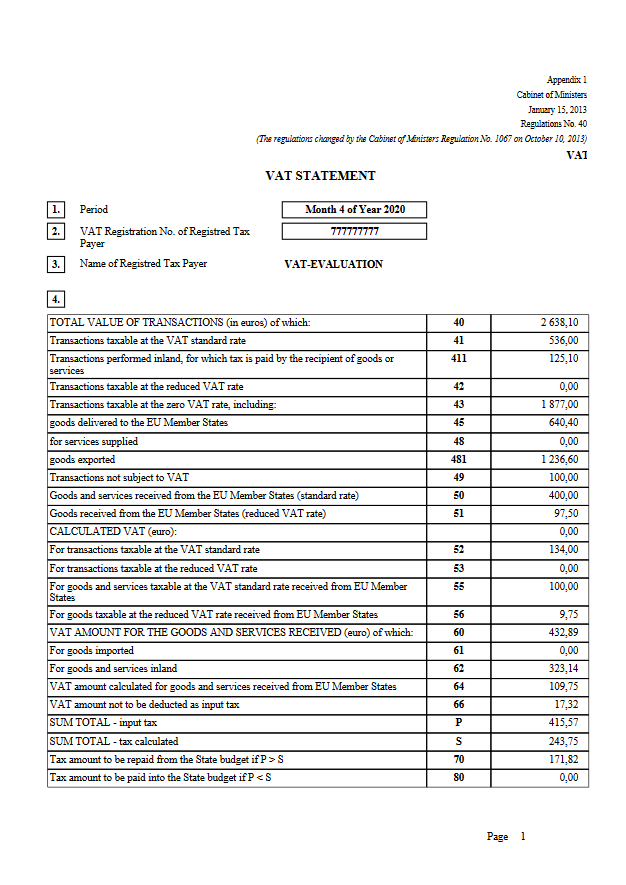 Appendix 1
Cabinet of Ministers
January 15, 2013
Regulations No. 40
(The regulations changed by the Cabinet of Ministers Regulation No. 1067 on October 10, 2013)
VAT
VAT STATEMENT
1. Period Month 4 of Year 2020
2. VAT Registration No. of Registred Tax 777777777
Payer
3. Name of Registred Tax Payer VAT-EVALUATION
4.
TOTAL VALUE OF TRANSACTIONS (in euros) of which: 40 2 638,10
Transactions taxable at the VAT standard rate 41 536,00
Transactions performed inland, for which tax is paid by the recipient of goods or 411 125,10
services
Transactions taxable at the reduced VAT rate 42 0,00
Transactions taxable at the zero VAT rate, including: 43 1 877,00
goods delivered to the EU Member States 45 640,40
for services supplied 48 0,00
goods exported 481 1 236,60
Transactions not subject to VAT 49 100,00
Goods and services received from the EU Member States (standard rate) 50 400,00
Goods received from the EU Member States (reduced VAT rate) 51 97,50
CALCULATED VAT (euro): 0,00
For transactions taxable at the VAT standard rate 52 134,00
For transactions taxable at the reduced VAT rate 53 0,00
For goods and services taxable at the VAT standard rate received from EU Member 55 100,00
States
For goods taxable at the reduced VAT rate received from EU Member States 56 9,75
VAT AMOUNT FOR THE GOODS AND SERVICES RECEIVED (euro) of which: 60 432,89
For goods imported 61 0,00
For goods and services inland 62 323,14
VAT amount calculated for goods and services received from EU Member States 64 109,75
VAT amount not to be deducted as input tax 66 17,32
SUM TOTAL - input tax P 415,57
SUM TOTAL - tax calculated S 243,75
Tax amount to be repaid from the State budget if P > S 70 171,82
Tax amount to be paid into the State budget if P < S 80 0,00
Page 1